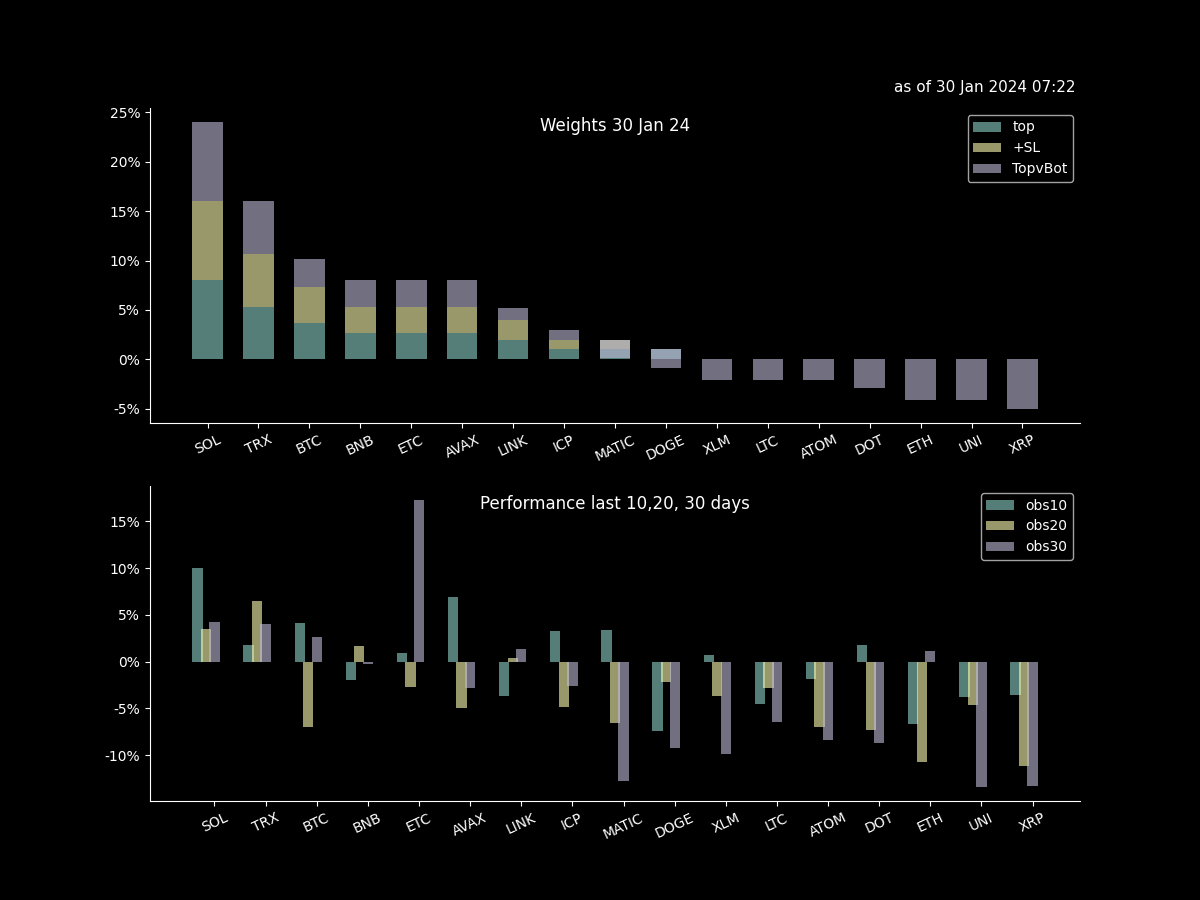 as of 30 Jan 2024 07:22
Weights 30 Jan 24
top
+SL
TopvBot
25%
20%
15%
10%
5%
0%
-5%
SOL TRX BTC BNB ETC AVAX LINK ICP MATIC DOGE XLM LTC ATOM DOT ETH UNI XRP
Performance last 10,20, 30 days
obs10
obs20
obs30
15%
10%
5%
0%
-5%
-10%
SOL TRX BTC BNB ETC AVAX LINK ICP MATIC DOGE XLM LTC ATOM DOT ETH UNI XRP